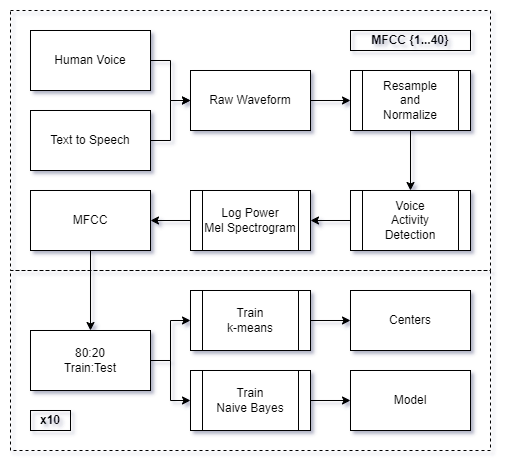 Human Voice
MFCC {1...40}
Raw Waveform
Resample
and
Normalize
Text to Speech
MFCC
Log Power
Mel Spectrogram
Voice
Activity
Detection
80:20
Train:Test
Train
k-means
Centers
Train
Naive Bayes
Model
x10